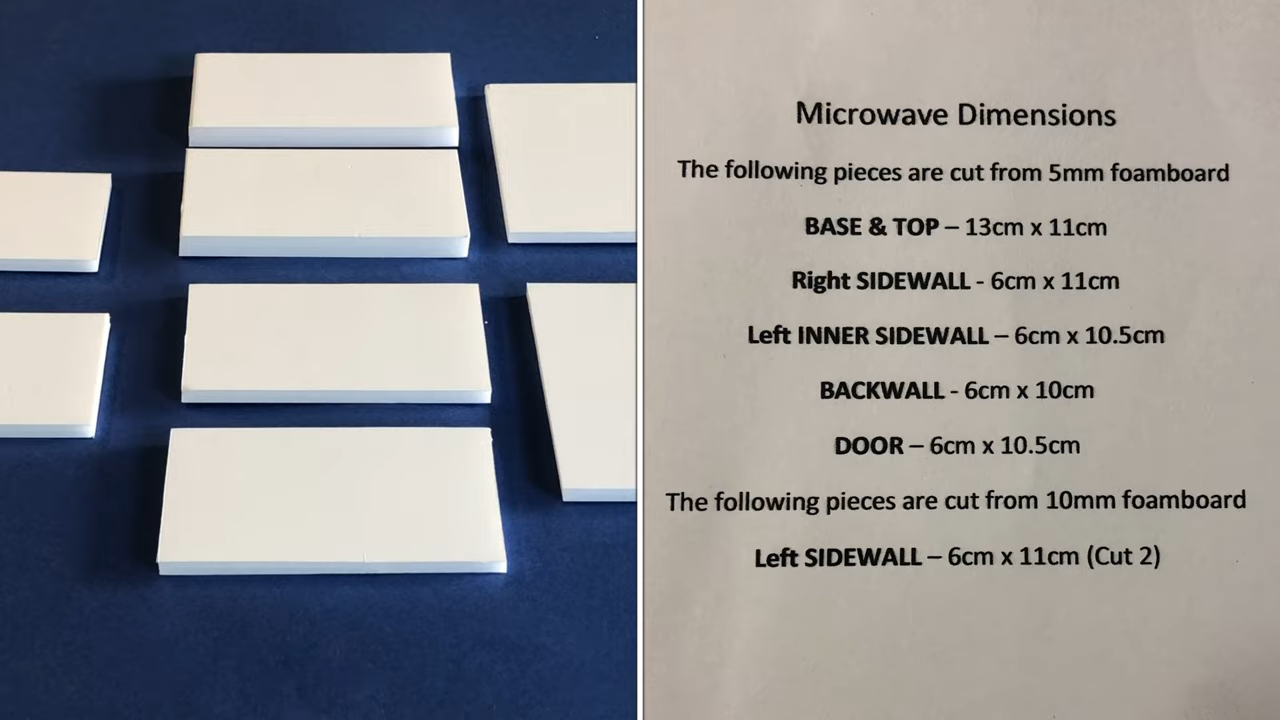 Microwave Dimensions
The following pieces are cut from 5mm foamboard
BASE & TOP – 13cm x 11cm
Right SIDEWALL - 6cm x 11cm
Left INNER SIDEWALL – 6cm x 10.5cm
BACKWALL - 6cm x 10cm
DOOR – 6cm x 10.5cm
The following pieces are cut from 10mm foamboard
Left SIDEWALL – 6cm x 11cm (Cut 2)